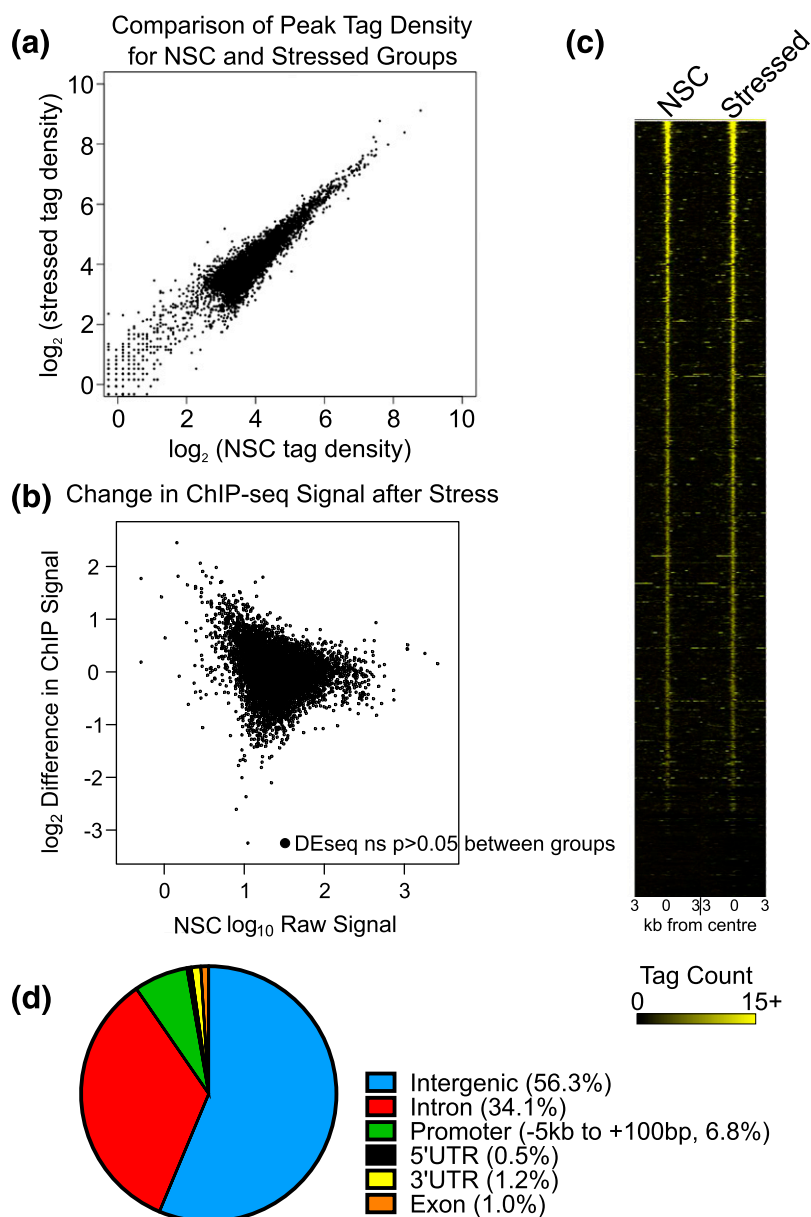 (a)
Comparison of Peak Tag Density
for NSC and Stressed Groups
log₂ (stressed tag density)
10
8
6
4
2
0
0 2 4 6 8 10
log₂ (NSC tag density)
(b) Change in ChIP-seq Signal after Stress
log₂ Difference in ChIP Signal
2
1
0
-1
-2
-3
DEseq ns p>0.05 between groups
0 1 2 3
NSC log₁₀ Raw Signal
(c)
NSC Stressed
3 0 3 3 0 3
kb from centre
Tag Count
0 15+
(d)
Intergenic (56.3%)
Intron (34.1%)
Promoter (-5kb to +100bp, 6.8%)
5'UTR (0.5%)
3'UTR (1.2%)
Exon (1.0%)